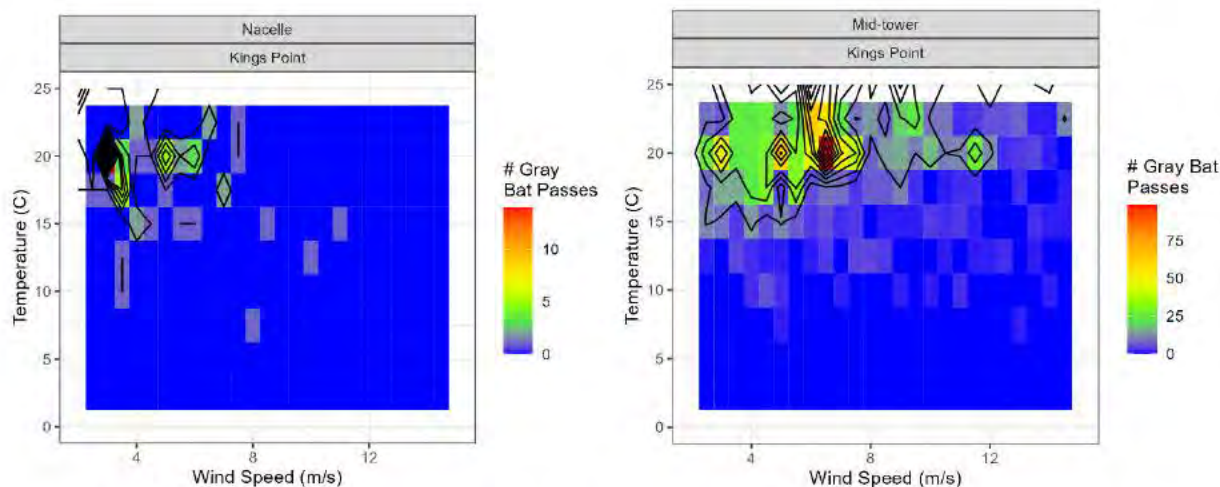 Nacelle
Kings Point
25
20
15
10
5
0
4
8
12
Temperature (C)
Wind Speed (m/s)
# Gray
Bat Passes
10
5
0
Mid-tower
Kings Point
25
20
15
10
5
0
4
8
12
Temperature (C)
Wind Speed (m/s)
# Gray Bat
Passes
75
50
25
0